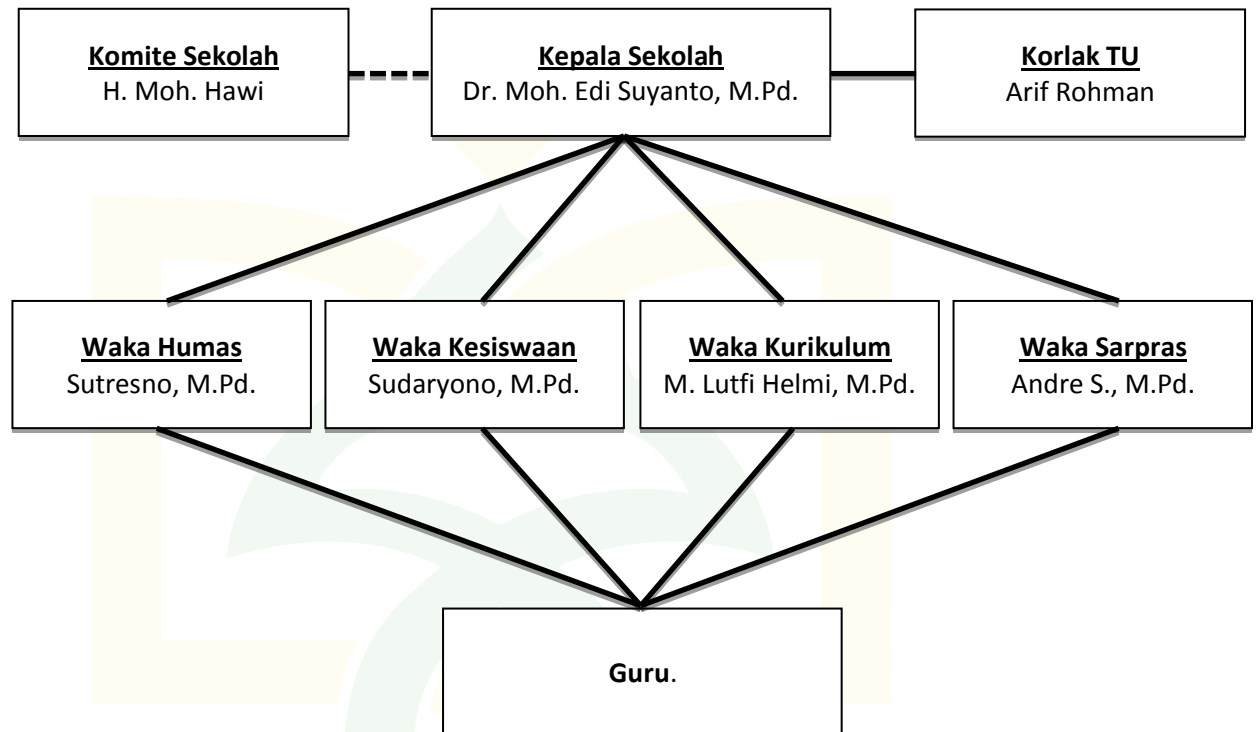 Komite Sekolah
H. Moh. Hawi
Kepala Sekolah
Dr. Moh. Edi Suyanto, M.Pd.
Korlak TU
Arif Rohman
Waka Humas
Sutresno, M.Pd.
Waka Kesiswaan
Sudaryono, M.Pd.
Waka Kurikulum
M. Lutfi Helmi, M.Pd.
Waka Sarpras
Andre S., M.Pd.
Guru.